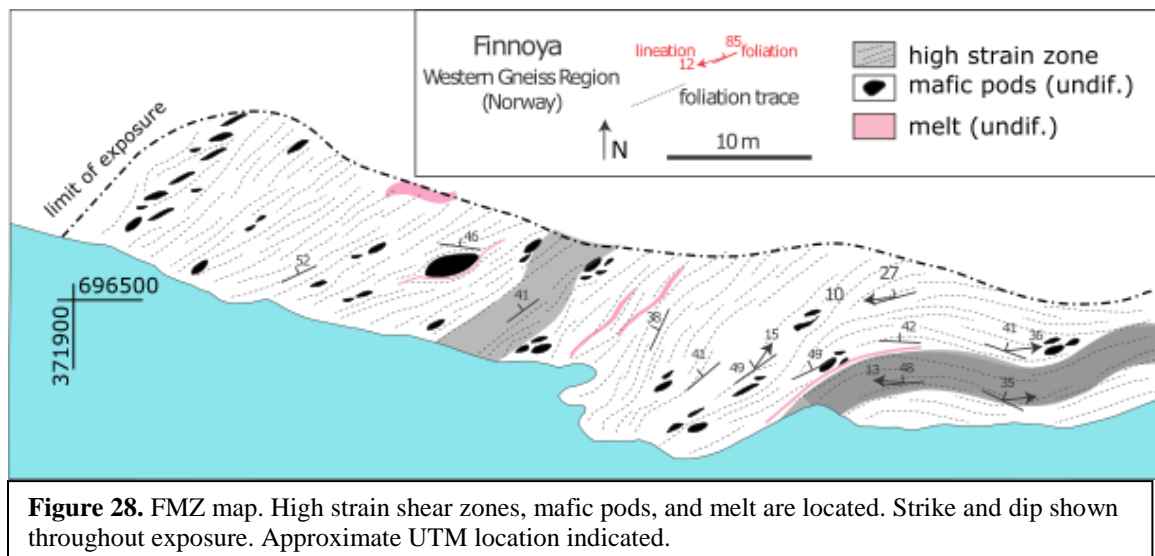 Finnoya
Western Gneiss Region
(Norway)
lineation
12
85
foliation
foliation trace
N
10 m
high strain zone
mafic pods (undif.)
melt (undif.)
limit of exposure
696500
371900
52
46
41
38
41
49
15
10
27
49
42
13
48
41
36
35
Figure 28. FMZ map. High strain shear zones, mafic pods, and melt are located. Strike and dip shown
throughout exposure. Approximate UTM location indicated.